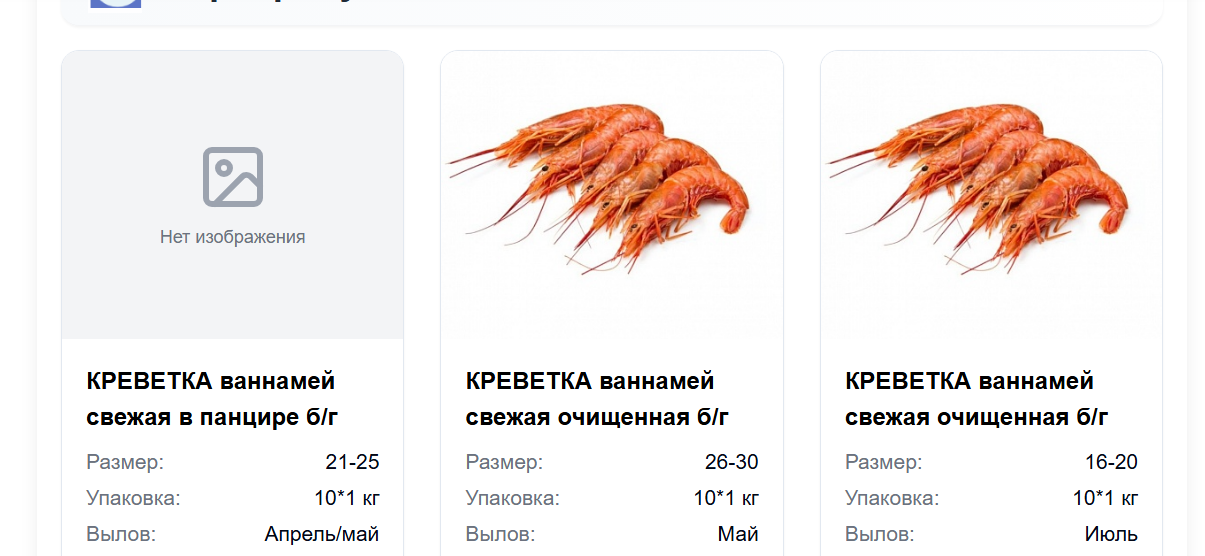 Нет изображения
КРЕВЕТКА ваннамей
свежая в панцире б/г
Размер: 21-25
Упаковка: 10*1 кг
Вылов: Апрель/май
КРЕВЕТКА ваннамей
свежая очищенная б/г
Размер: 26-30
Упаковка: 10*1 кг
Вылов: Май
КРЕВЕТКА ваннамей
свежая очищенная б/г
Размер: 16-20
Упаковка: 10*1 кг
Вылов: Июль